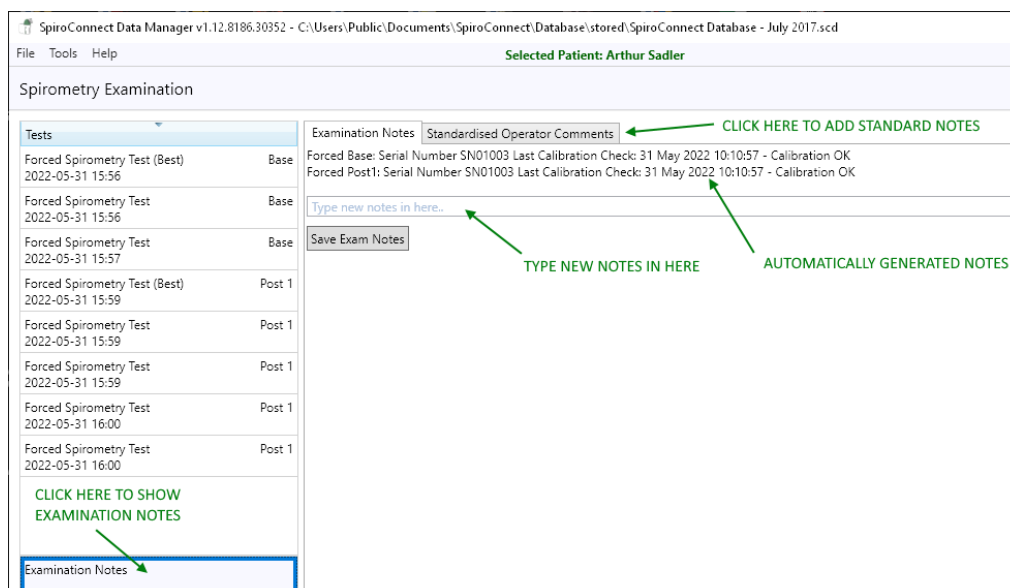 SpiroConnect Data Manager v1.12.8186.30352 - C:\Users\Public\Documents\SpiroConnect\Database\stored\SpiroConnect Database - July 2017.scd
File Tools Help
Selected Patient: Arthur Sadler
Spirometry Examination
Tests
Forced Spirometry Test (Best) Base
2022-05-31 15:56
Forced Spirometry Test Base
2022-05-31 15:56
Forced Spirometry Test Base
2022-05-31 15:57
Forced Spirometry Test (Best) Post 1
2022-05-31 15:59
Forced Spirometry Test Post 1
2022-05-31 15:59
Forced Spirometry Test Post 1
2022-05-31 15:59
Forced Spirometry Test Post 1
2022-05-31 16:00
Forced Spirometry Test Post 1
2022-05-31 16:00
CLICK HERE TO SHOW
EXAMINATION NOTES
Examination Notes
Examination Notes Standardised Operator Comments
CLICK HERE TO ADD STANDARD NOTES
Forced Base: Serial Number SN01003 Last Calibration Check: 31 May 2022 10:10:57 - Calibration OK
Forced Post1: Serial Number SN01003 Last Calibration Check: 31 May 2022 10:10:57 - Calibration OK
Type new notes in here..
Save Exam Notes
TYPE NEW NOTES IN HERE
AUTOMATICALLY GENERATED NOTES